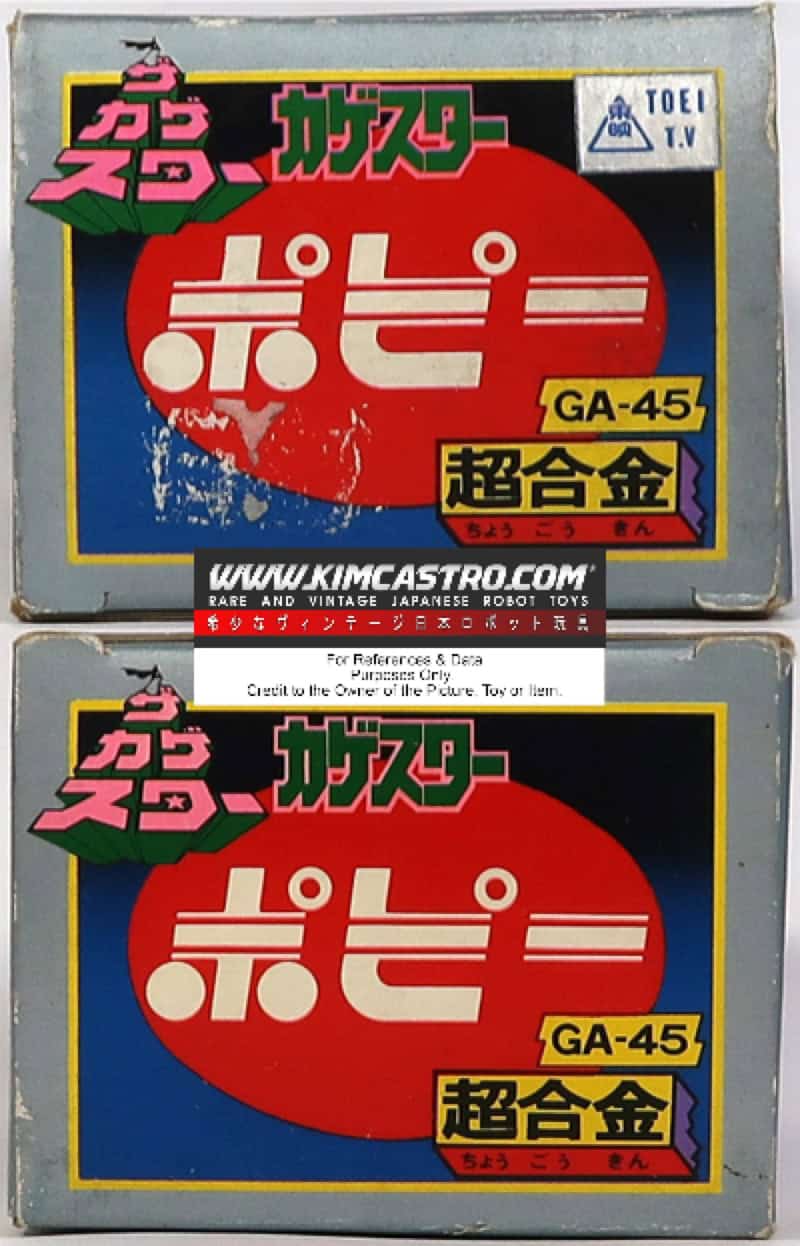 ザ
カゲ
スター
カゲスター
東映
TOEI
T.V
ポピー
GA-45
超合金
ちょう ごう きん
WWW.KIMCASTRO.COM
RARE AND VINTAGE JAPANESE ROBOT TOYS
希少なヴィンテージ日本ロボット玩具
For References & Data
Purposes Only
Credit to the Owner of the Picture, Toy or Item.
ザ
カゲ
スター
カゲスター
ポピー
GA-45
超合金
ちょう ごう きん